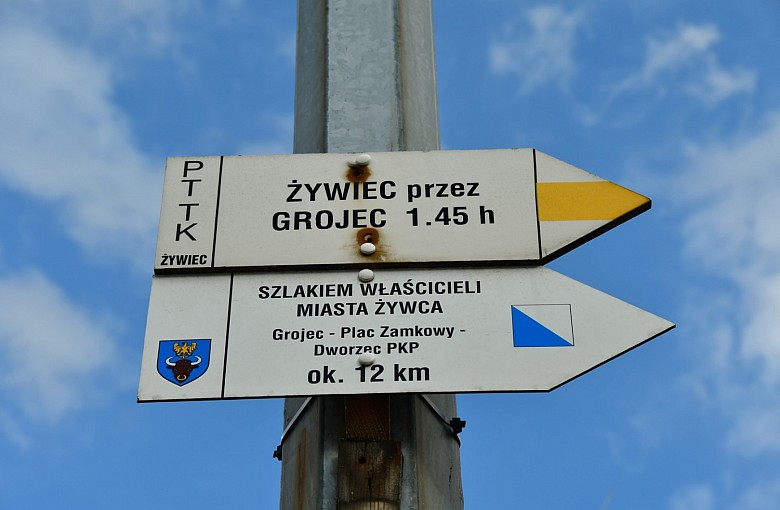 PTTK
ŻYWIEC
ŻYWIEC przez
GROJEC 1.45 h
SZLAKIEM WŁAŚCICIELI
MIASTA ŻYWCA
Grojec - Plac Zamkowy -
Dworzec PKP
ok. 12 km